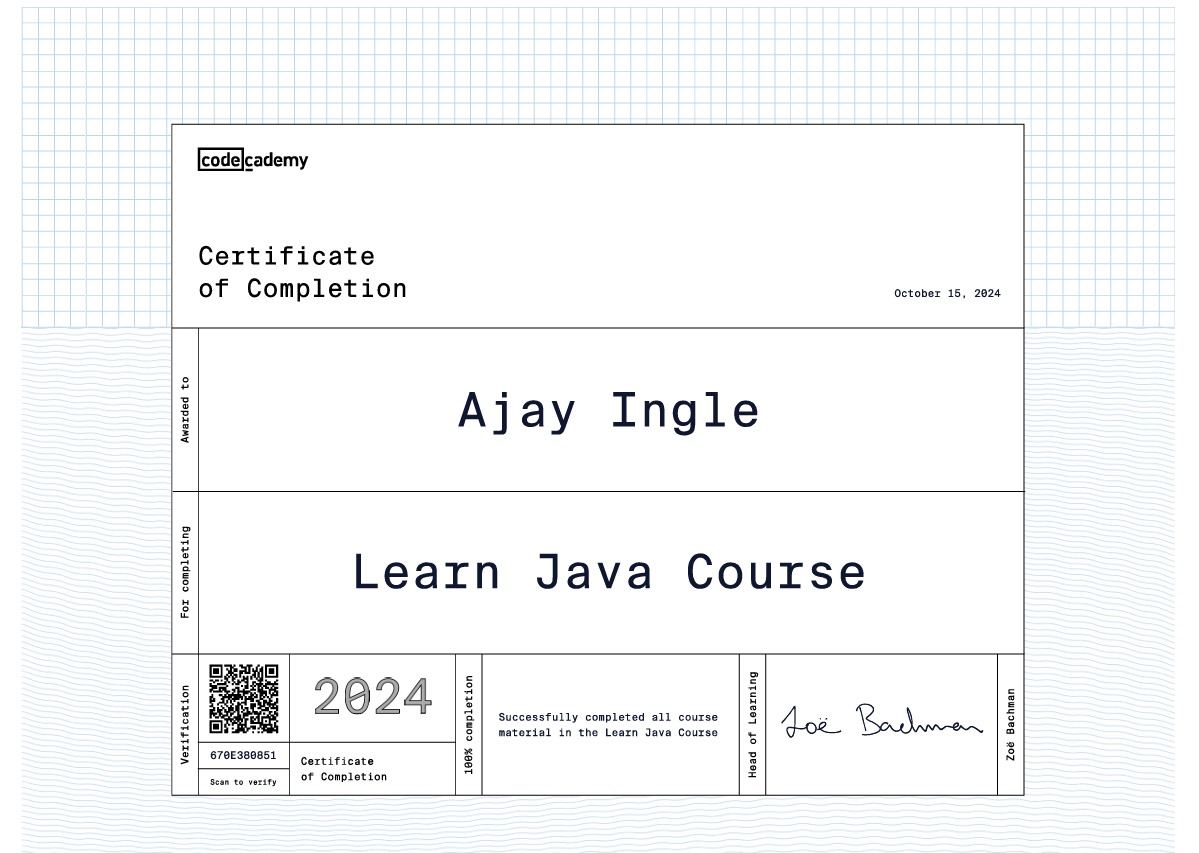 codecademy
Certificate
of Completion
October 15, 2024
Awarded to
Ajay Ingle
For completing
Learn Java Course
Verification
670E380851
Scan to verify
2024
Certificate
of Completion
100% completion
Successfully completed all course
material in the Learn Java Course
Head of Learning
Zoë Bachman
Zoë Bachman